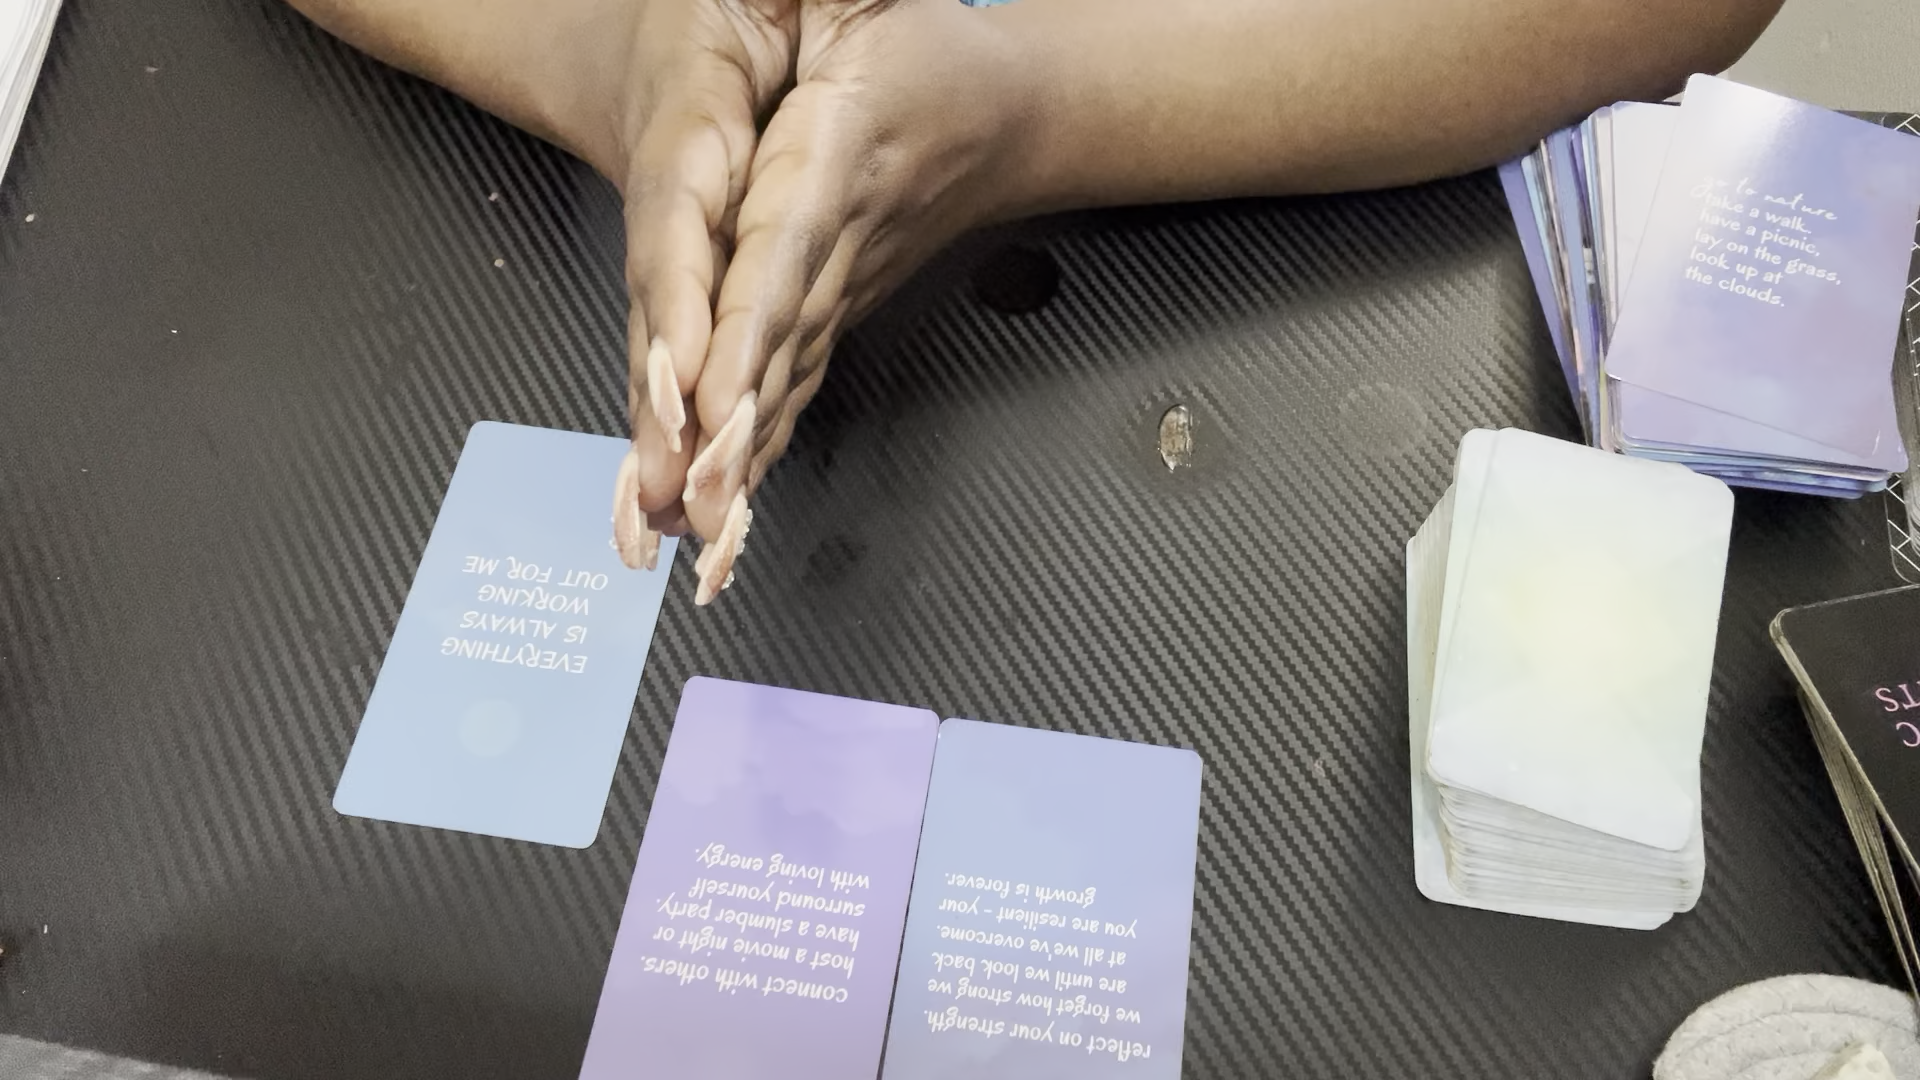 go to nature
take a walk.
have a picnic,
lay on the grass,
look up at
the clouds.
EVERYTHING
IS ALWAYS
WORKING
OUT FOR ME
connect with others.
host a movie night or
have a slumber party.
surround yourself
with loving energy.
reflect on your strength.
we forget how strong we
are until we look back
at all we've overcome.
you are resilient - your
growth is forever.